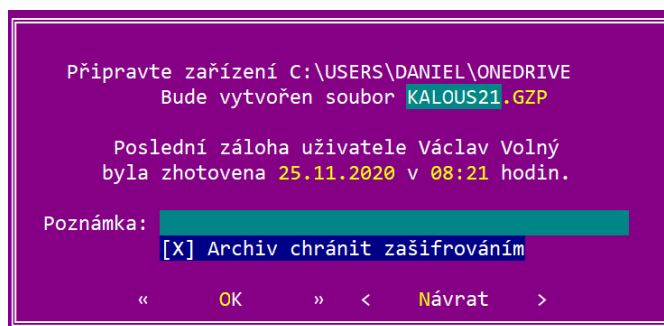 Připravte zařízení C:\USERS\DANIEL\ONEDRIVE
Bude vytvořen soubor KALOUS21.GZP
Poslední záloha uživatele Václav Volný
byla zhotovena 25.11.2020 v 08:21 hodin.
Poznámka:
[X] Archiv chránit zašifrováním
« OK » < Návrat >